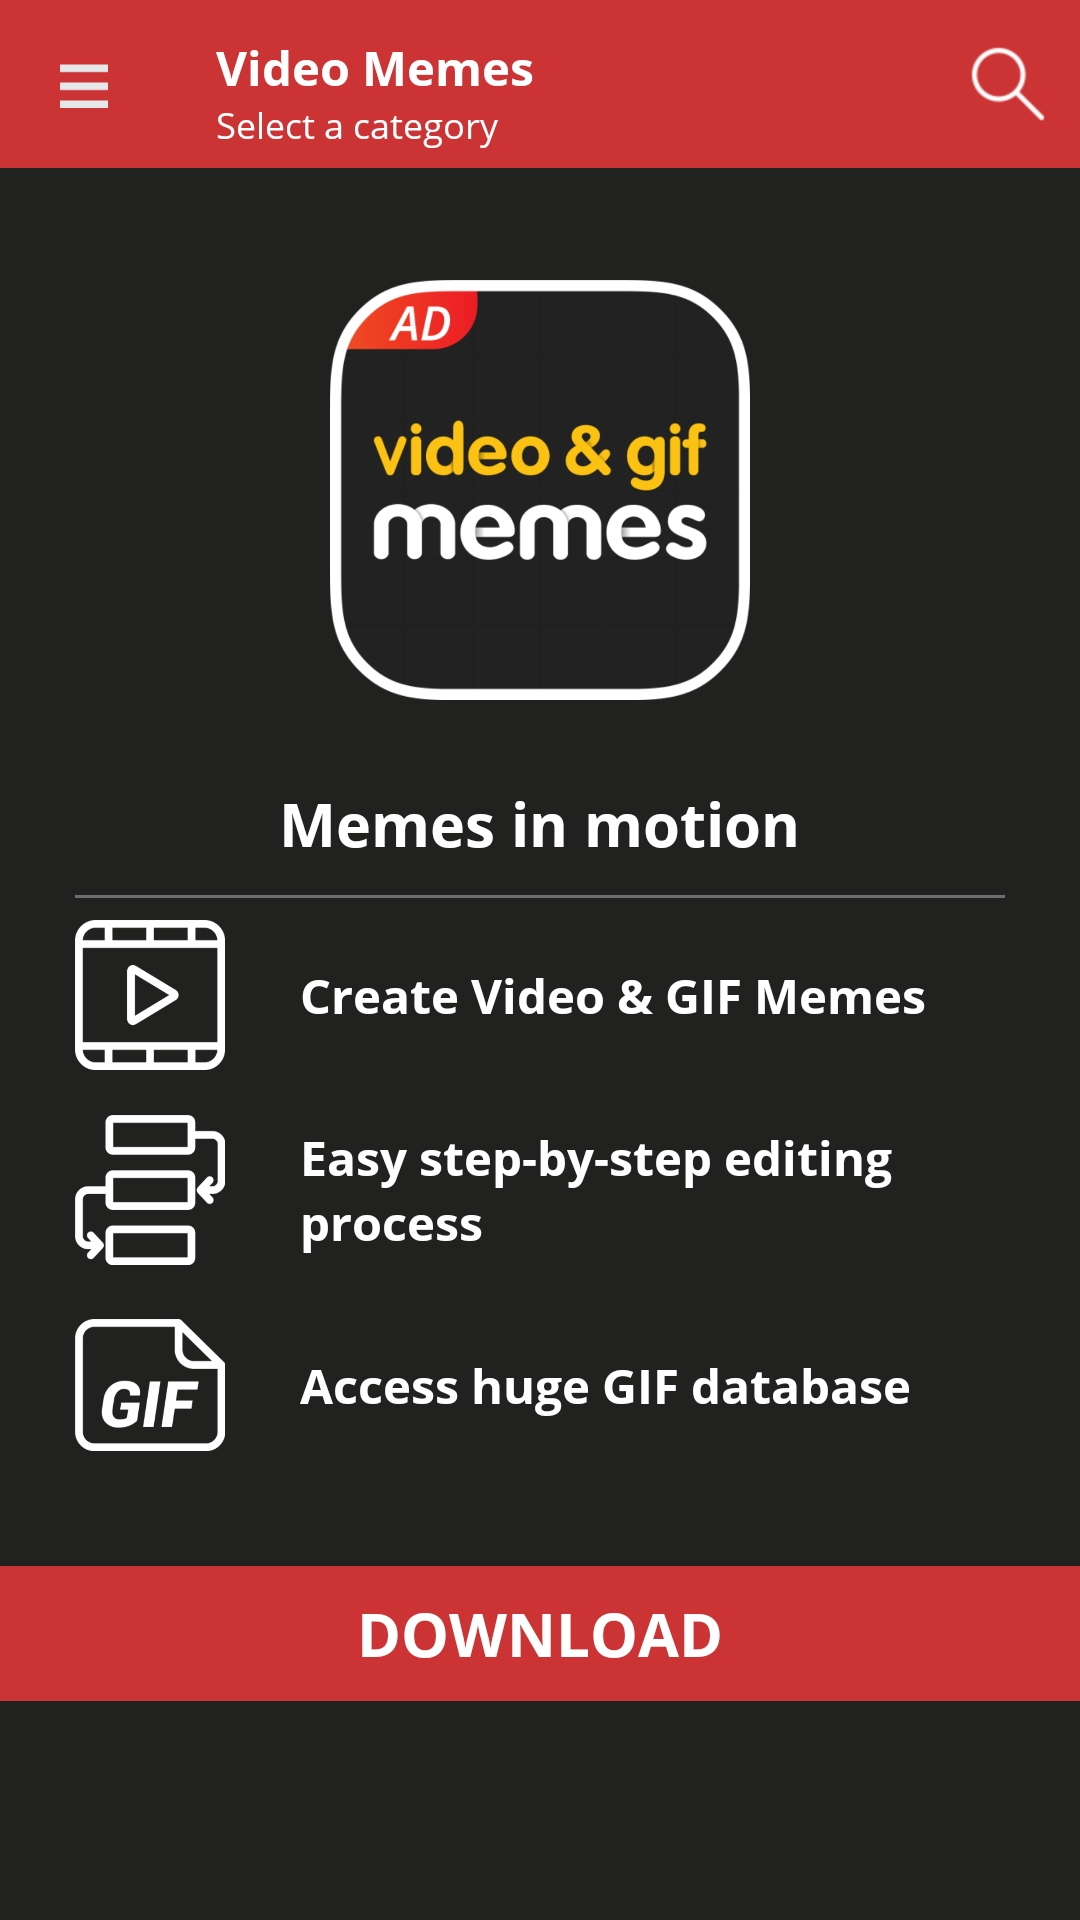 Video Memes
Select a category
AD
video & gif
memes
Memes in motion
Create Video & GIF Memes
Easy step-by-step editing
process
GIF
Access huge GIF database
DOWNLOAD